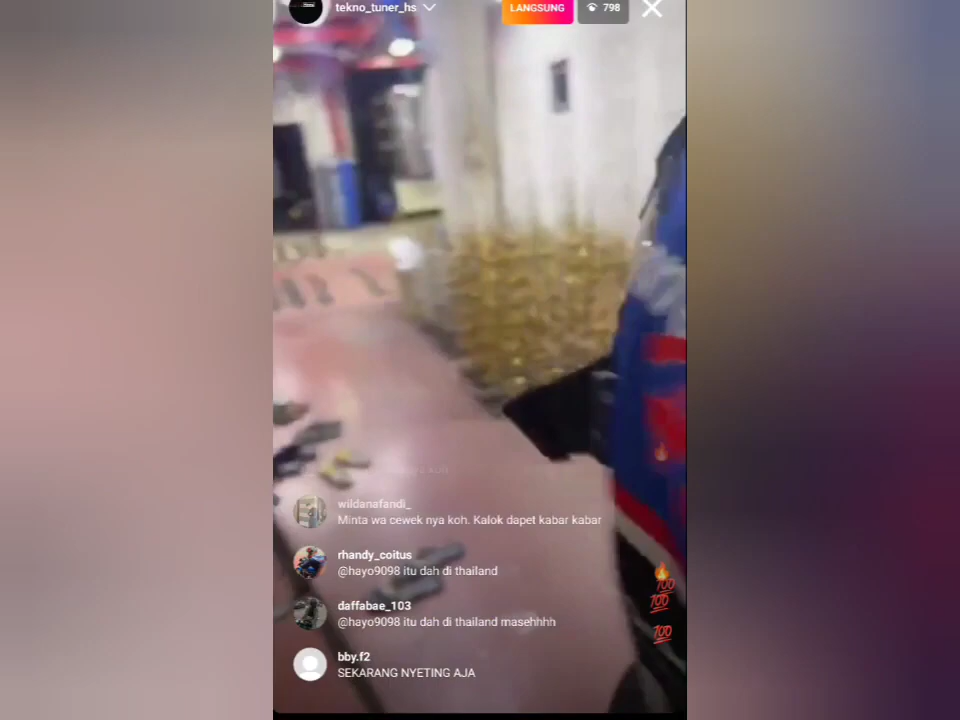 tekno_tuner_hs
LANGSUNG
798
wildanafandi_
Minta wa cewek nya koh. Kalok dapet kabar kabar
rhandy_coitus
@hayo9098 itu dah di thailand
daffabae_103
@hayo9098 itu dah di thailand masehhhh
bby.f2
SEKARANG NYETING AJA